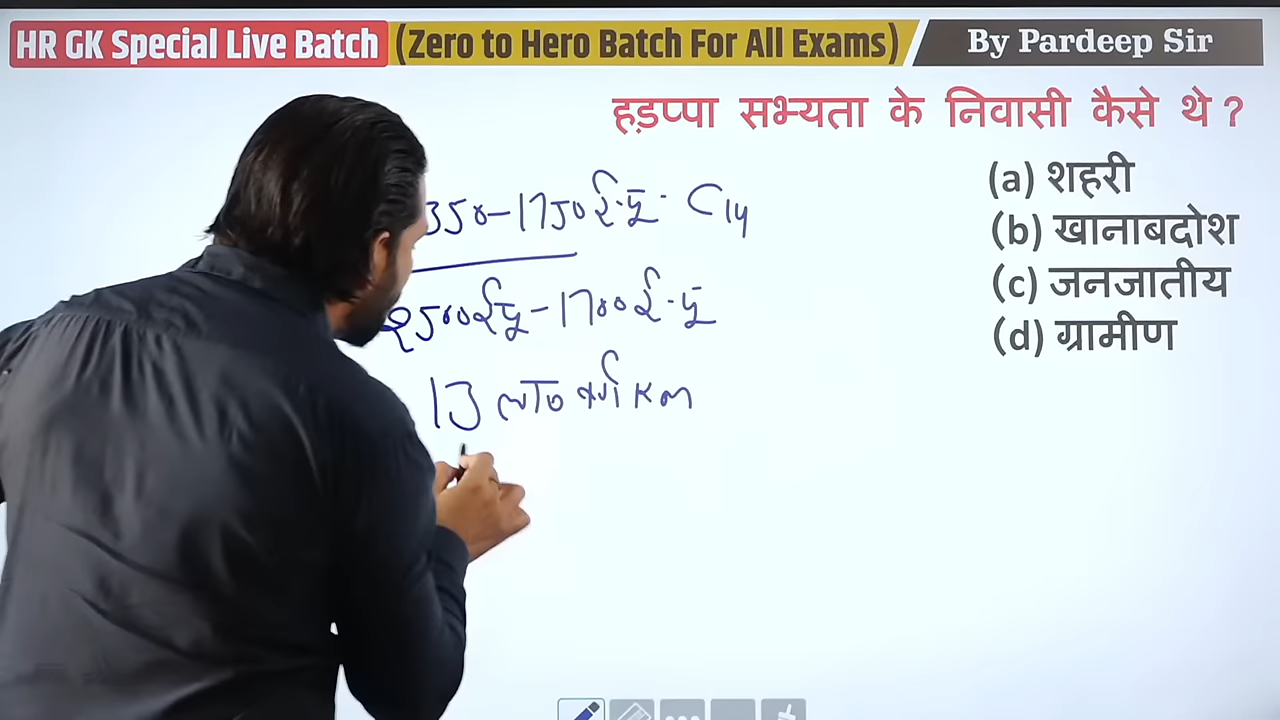 HR GK Special Live Batch (Zero to Hero Batch For All Exams) By Pardeep Sir
हड़प्पा सभ्यता के निवासी कैसे थे ?
(a) शहरी
(b) खानाबदोश
(c) जनजातीय
(d) ग्रामीण
350-1750 ई.पू. C14
2500 ई पू - 1700 ई.पू
13 लाख वर्ग KM